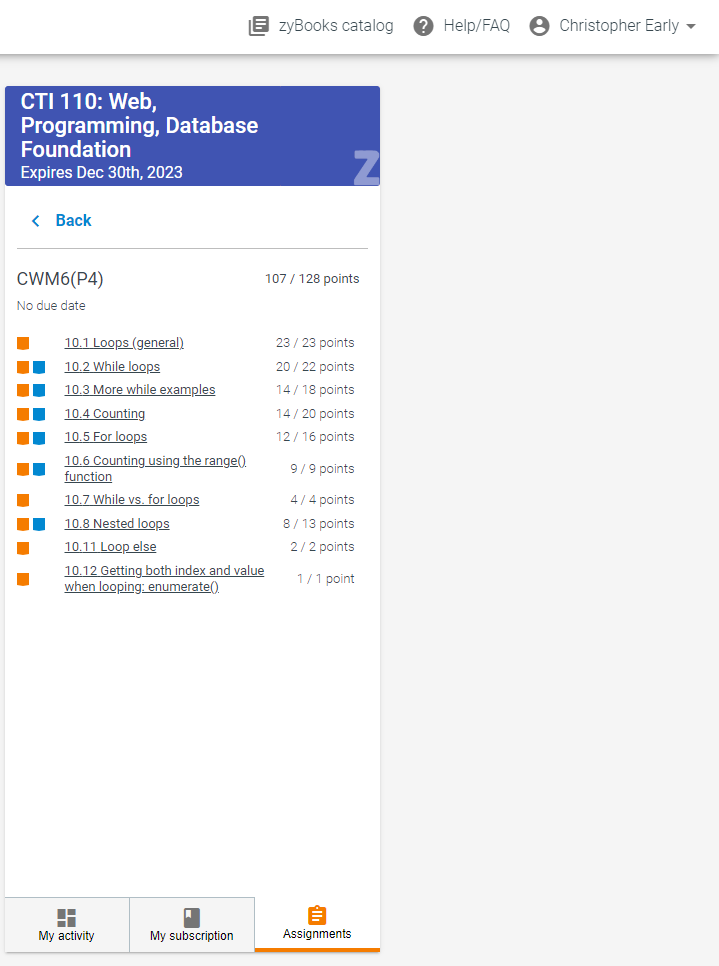 zyBooks catalog Help/FAQ Christopher Early
CTI 110: Web,
Programming, Database
Foundation
Expires Dec 30th, 2023
Back
CWM6(P4) 107 / 128 points
No due date
10.1 Loops (general) 23 / 23 points
10.2 While loops 20 / 22 points
10.3 More while examples 14 / 18 points
10.4 Counting 14 / 20 points
10.5 For loops 12 / 16 points
10.6 Counting using the range()
function 9 / 9 points
10.7 While vs. for loops 4 / 4 points
10.8 Nested loops 8 / 13 points
10.11 Loop else 2 / 2 points
10.12 Getting both index and value
when looping: enumerate() 1 / 1 point
My activity My subscription Assignments